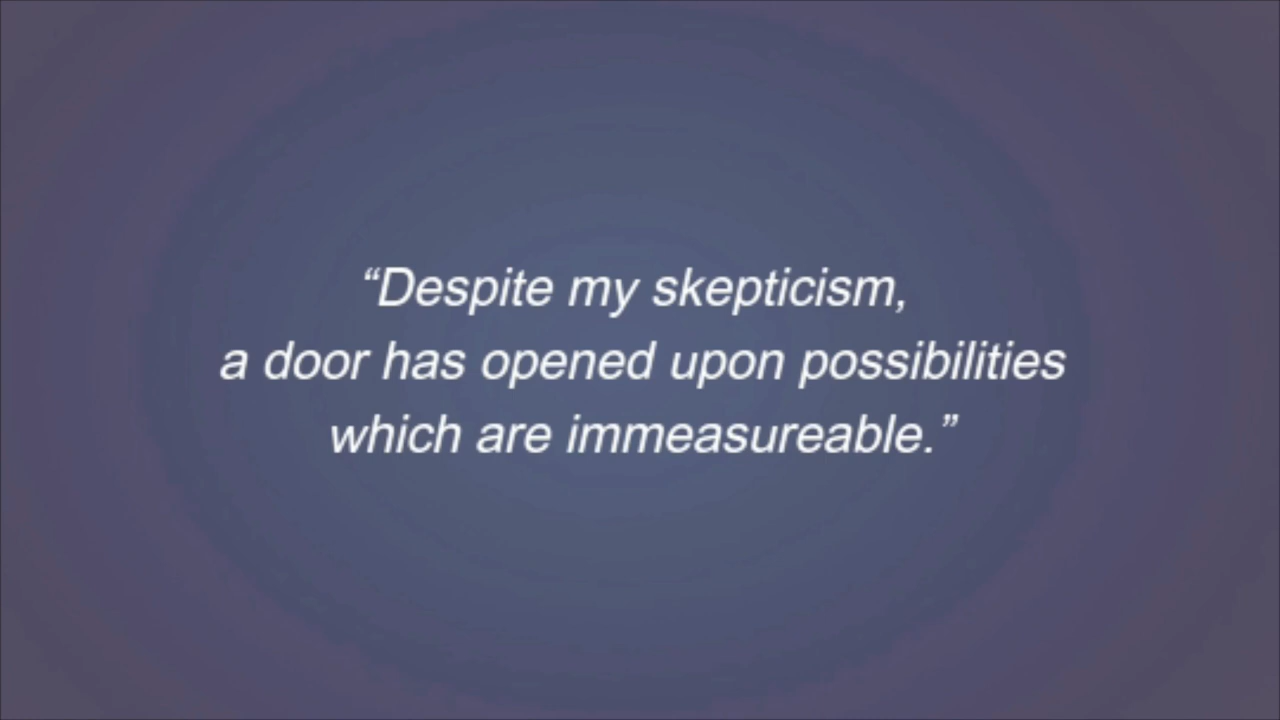 “Despite my skepticism,
a door has opened upon possibilities
which are immeasureable.”